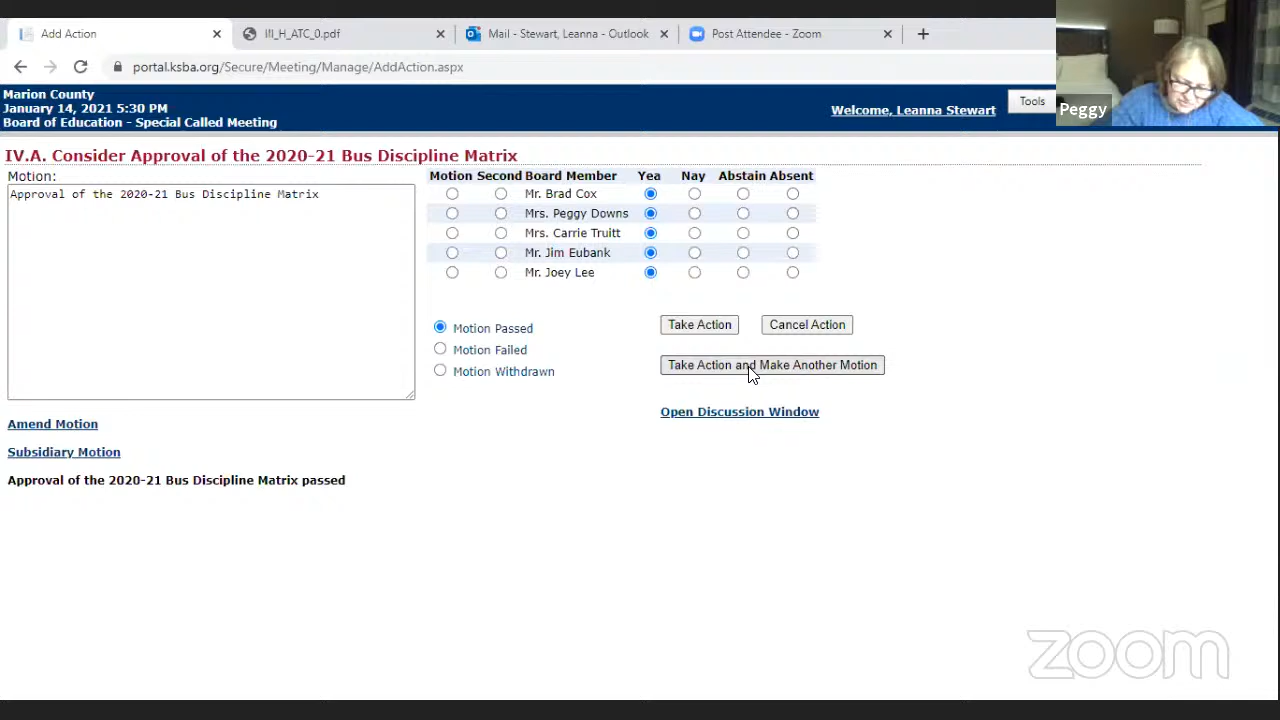 Add Action
ill_H_ATC_0.pdf
Mail - Stewart, Leanna - Outlook
Post Attendee - Zoom
portal.ksba.org/Secure/Meeting/Manage/AddAction.aspx
Marion County
January 14, 2021 5:30 PM
Board of Education - Special Called Meeting
Welcome, Leanna Stewart
Tools
Peggy
IV.A. Consider Approval of the 2020-21 Bus Discipline Matrix
Motion:
Approval of the 2020-21 Bus Discipline Matrix
Motion Second Board Member Yea Nay Abstain Absent
Mr. Brad Cox
Mrs. Peggy Downs
Mrs. Carrie Truitt
Mr. Jim Eubank
Mr. Joey Lee
Motion Passed
Motion Failed
Motion Withdrawn
Take Action
Cancel Action
Take Action and Make Another Motion
Open Discussion Window
Amend Motion
Subsidiary Motion
Approval of the 2020-21 Bus Discipline Matrix passed
zoom